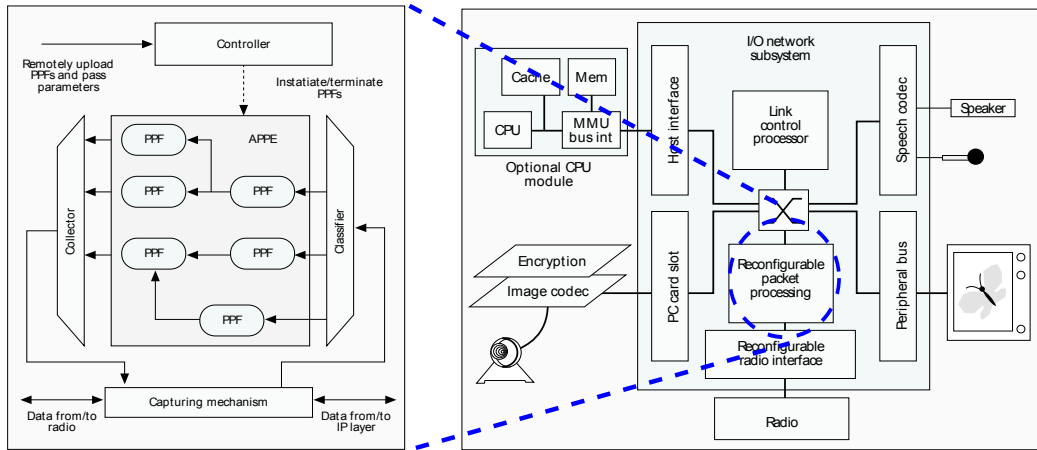 Controller
Remotely upload
PPFs and pass
parameters
Instatiate/terminate
PPFs
APPE
PPF
PPF
PPF
PPF
PPF
PPF
Collector
Classifier
Capturing mechanism
Data from/to
radio
Data from/to
IP layer
I/O network
subsystem
Cache
Mem
CPU
MMU
bus int
Optional CPU
module
Host interface
Link
control
processor
Speech codec
Speaker
Encryption
Image codec
PC card slot
Reconfigurable
packet
processing
Peripheral bus
Reconfigurable
radio interface
Radio